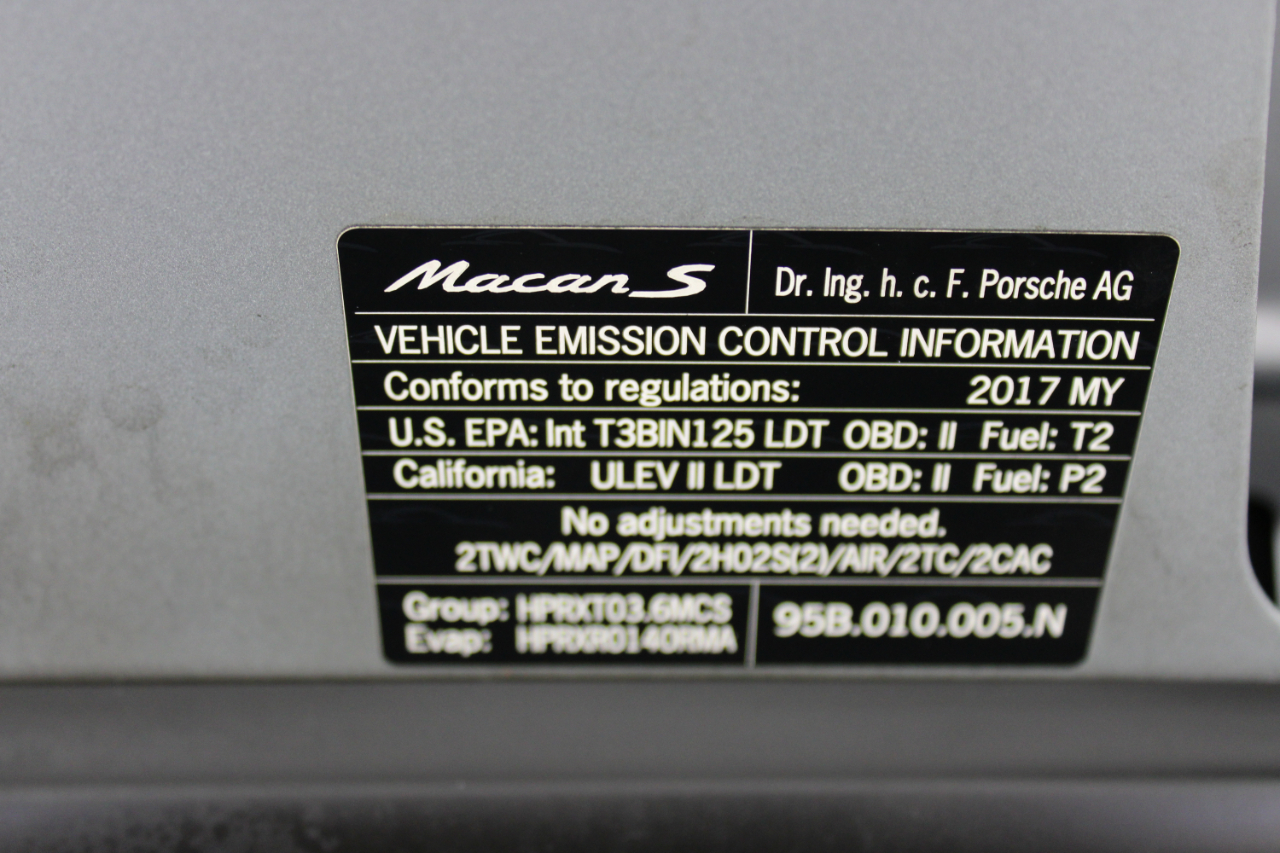 Macan S Dr. Ing. h. c. F. Porsche AG
VEHICLE EMISSION CONTROL INFORMATION
Conforms to regulations: 2017 MY
U.S. EPA: Int T3BIN125 LDT OBD: II Fuel: T2
California: ULEV II LDT OBD: II Fuel: P2
No adjustments needed.
2TWC/MAP/DFI/2HO2S(2)/AIR/2TC/2CAC
Group: HPRXT03.6MCS
Evap: HPRXR0140RMA
95B.010.005.N